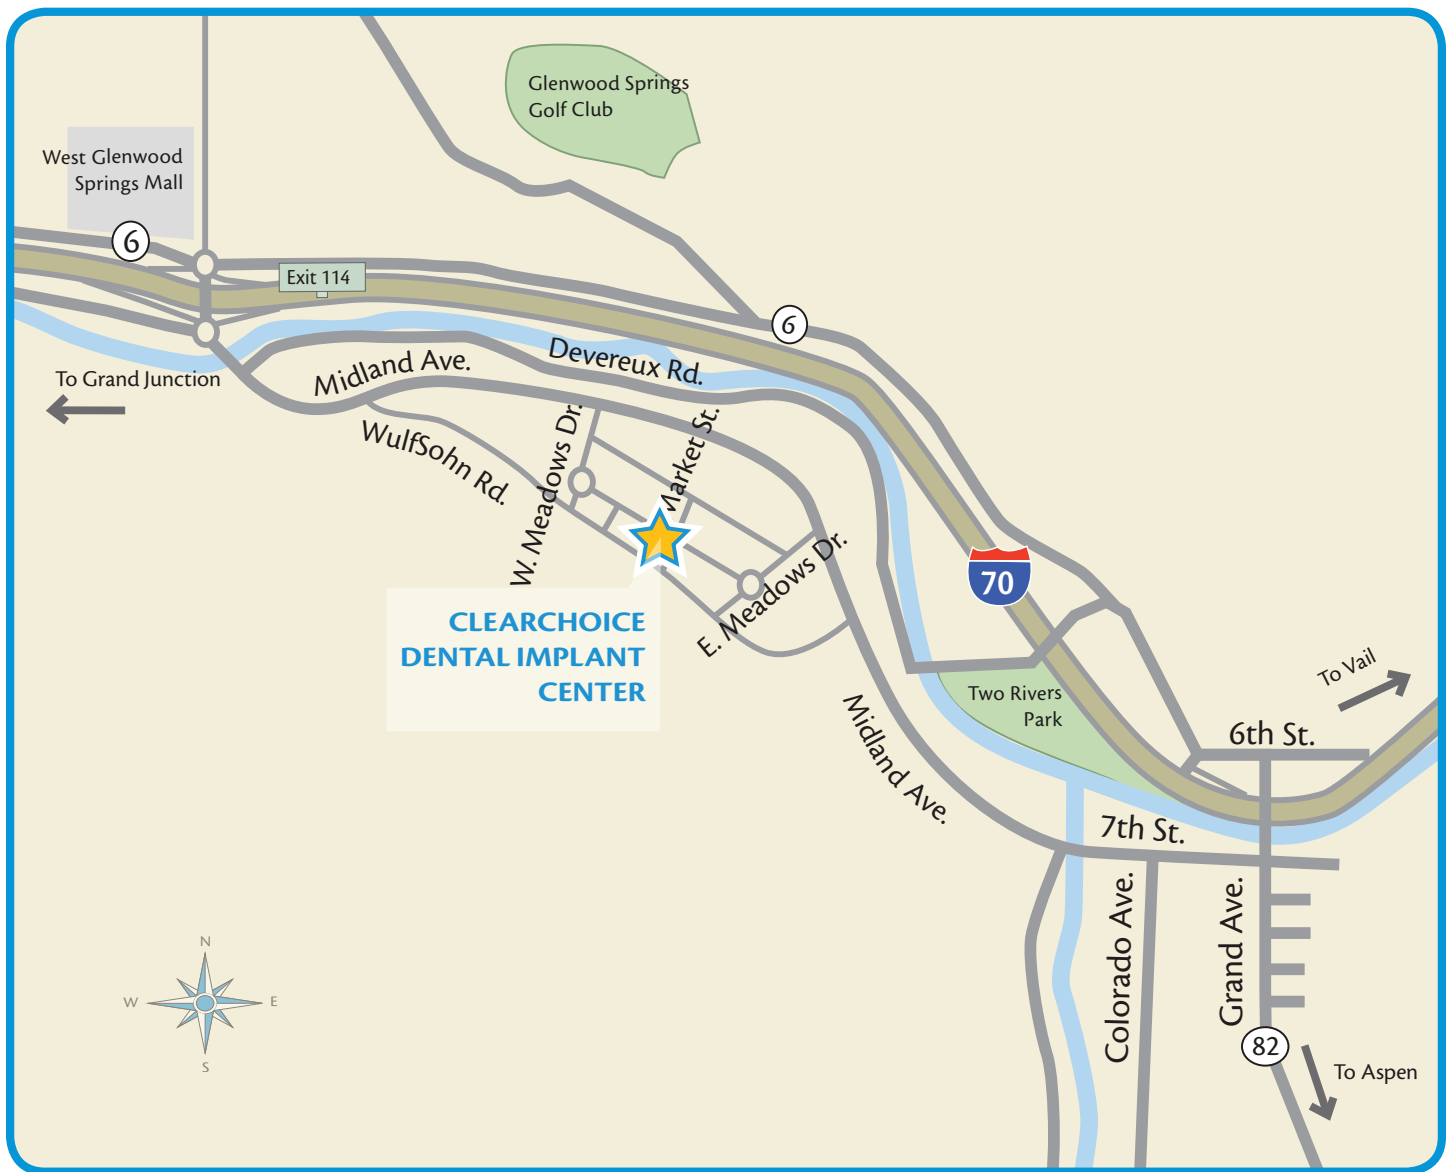 Glenwood Springs
Golf Club
West Glenwood
Springs Mall
6
Exit 114
6
To Grand Junction
Midland Ave.
Devereux Rd.
WulfSohn Rd.
W. Meadows Dr.
Market St.
E. Meadows Dr.
70
CLEARCHOICE
DENTAL IMPLANT
CENTER
Two Rivers
Park
To Vail
Midland Ave.
6th St.
7th St.
Colorado Ave.
Grand Ave.
82
To Aspen
N
W
E
S